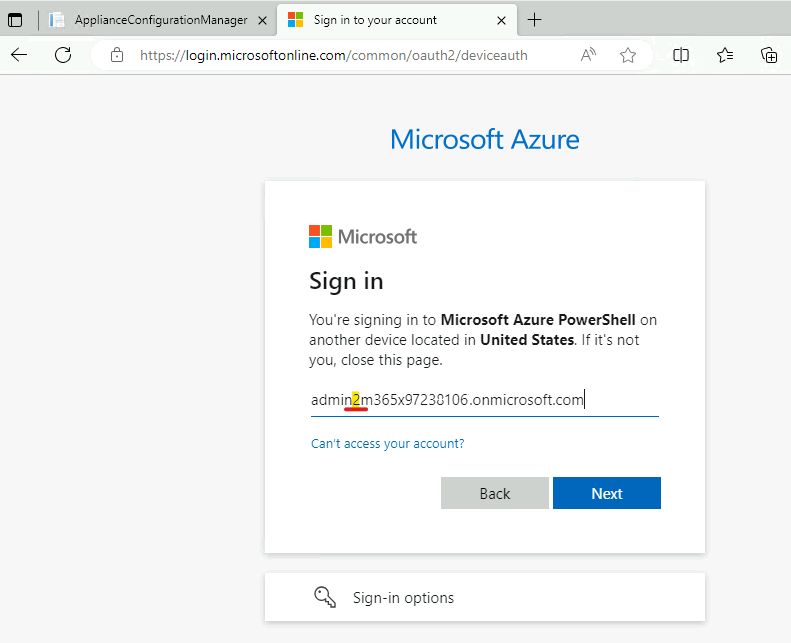 ApplianceConfigurationManager
Sign in to your account
https://login.microsoftonline.com/common/oauth2/deviceauth
Microsoft Azure
Microsoft
Sign in
You're signing in to Microsoft Azure PowerShell on
another device located in United States. If it's not
you, close this page.
admin2m365x97238106.onmicrosoft.com
Can't access your account?
Back
Next
Sign-in options